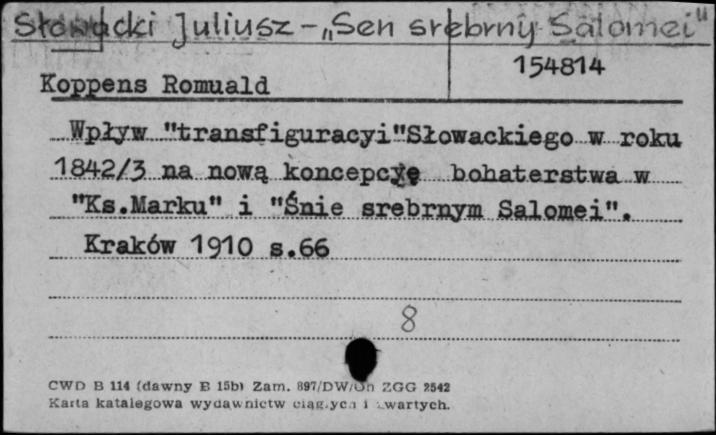 Słowacki Juliusz - „Sen srebrny Salomei"
154814
Koppens Romuald
Wpływ "transfiguracyi"Słowackiego w roku
1842/3 na nową koncepcyę bohaterstwa w
"Ks.Marku" i "Śnie srebrnym Salomei".
Kraków 1910 s.66
8
CWD B 114 (dawny B 15b) Zam. 897/DW/Dn ZGG 2542
Karta katalogowa wydawnictw ciągłych i zwartych.